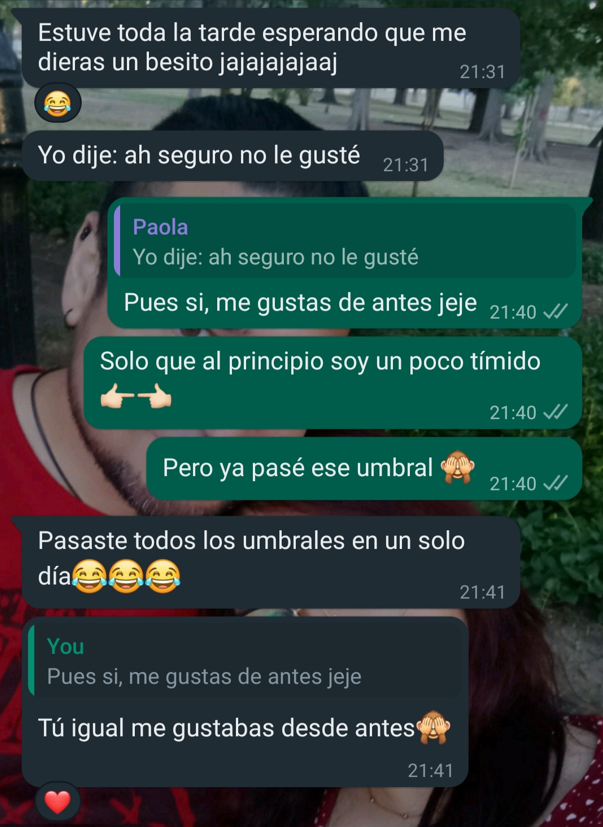 Estuve toda la tarde esperando que me
dieras un besito jajajajajaaj
21:31
😂
Yo dije: ah seguro no le gusté 21:31
Paola
Yo dije: ah seguro no le gusté
Pues si, me gustas de antes jeje 21:40
Solo que al principio soy un poco tímido
👉🏻👈🏻 21:40
Pero ya pasé ese umbral 🙈 21:40
Pasaste todos los umbrales en un solo
día😂😂😂 21:41
You
Pues si, me gustas de antes jeje
Tú igual me gustabas desde antes🙈
21:41
❤️